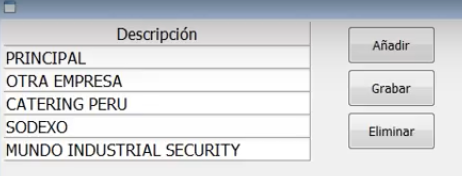 Descripción
PRINCIPAL
OTRA EMPRESA
CATERING PERU
SODEXO
MUNDO INDUSTRIAL SECURITY
Añadir
Grabar
Eliminar